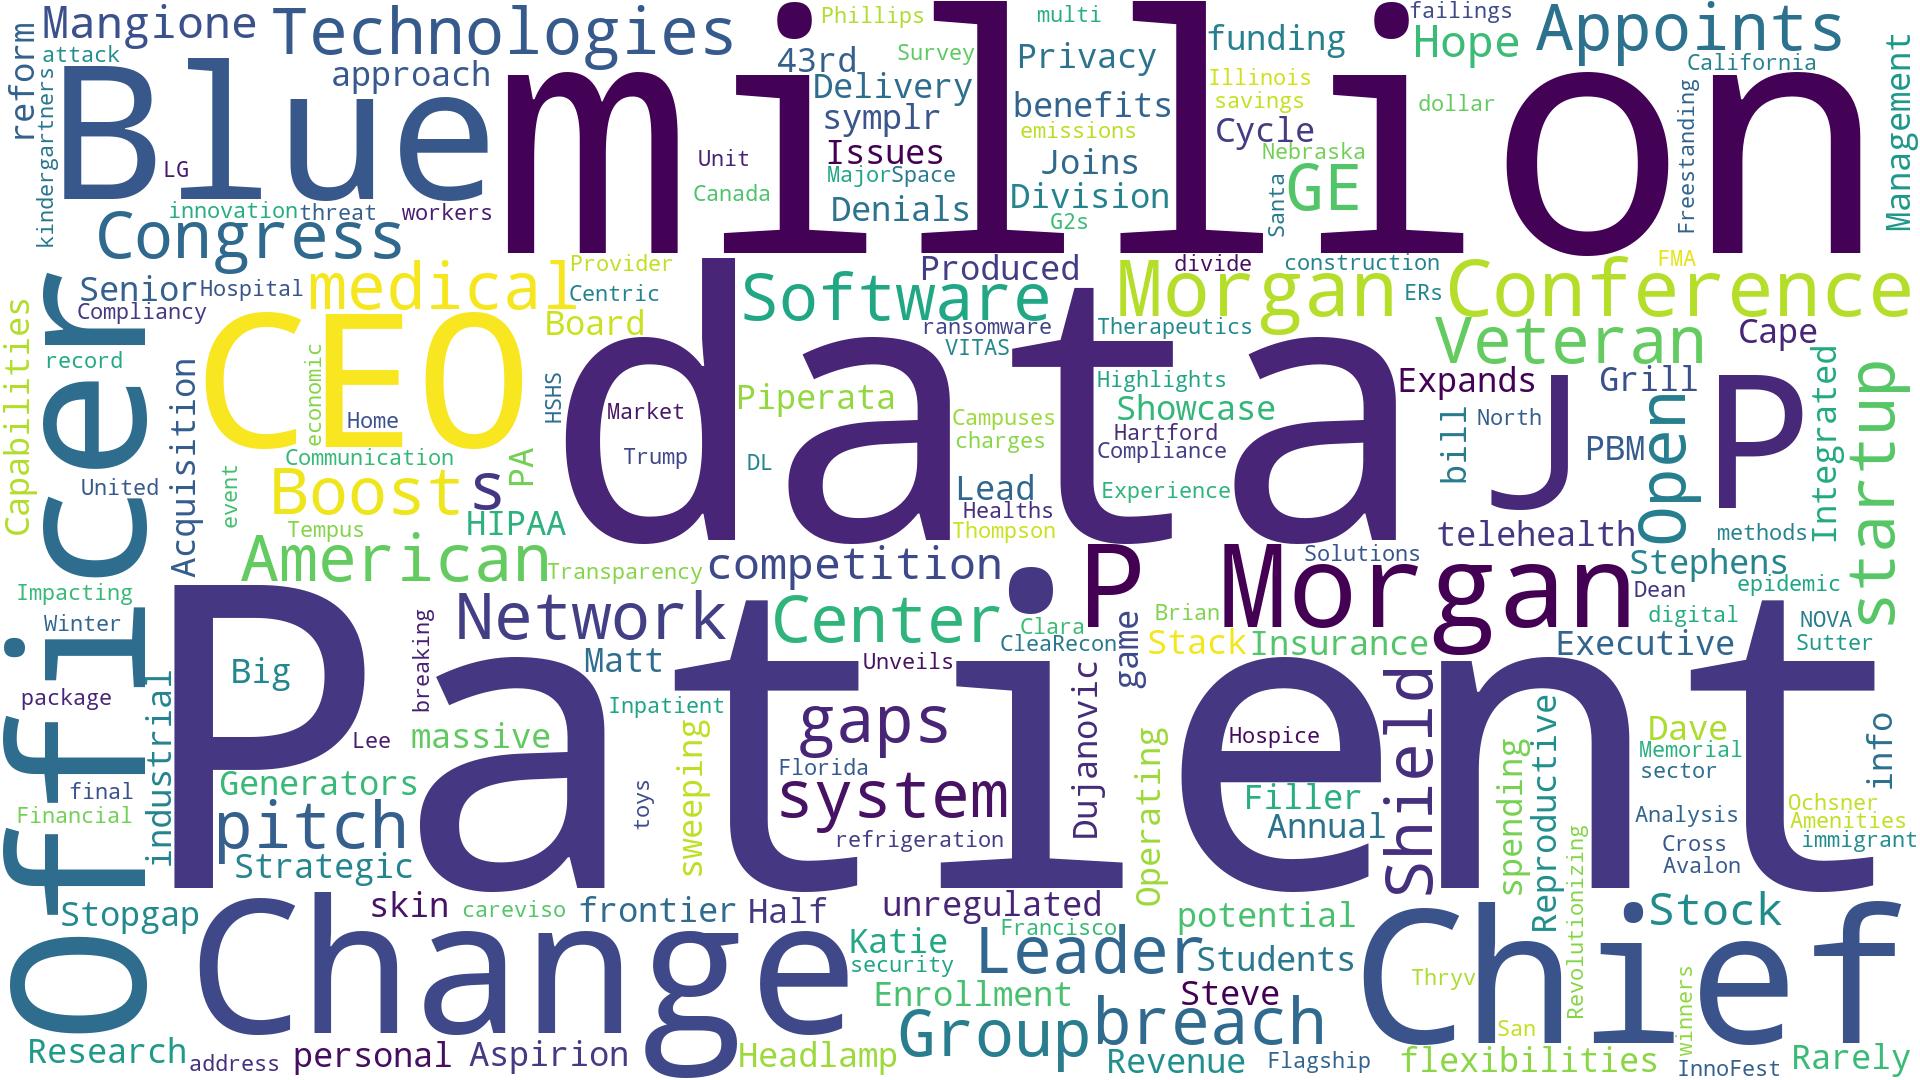 Mangione
Technologies
Phillips
multi
failings
Appoints
reform
attack
approach
43rd
Survey
Privacy
funding
Hope
California
Management
kindergartners
Blue
million
Delivery
benefits
Illinois
savings
dollar
Freestanding
symplr
emissions
Cycle
LG
Unit
Issues
Joins
Nebraska
GE
Canada
Major
Space
Division
Santa
innovation
threat
workers
Denials
G2s
Congress
Provider
Produced
divide
construction
FMA
Senior
Hospital
medical
Centric
Software
Morgan
ERs
Conference
Compliancy
Board
ransomware
Therapeutics
Veteran
Cape
Capabilities
record
CEO
VITAS
economic
HSHS
data
Highlights
Expands
Grill
Integrated
startup
Officer
Acquisition
Home
Market
Piperata
Campuses
Showcase
J P
North
Hartford
charges
Compliance
bill
PBM
Open
Communication
Trump
DL
PA
United
event
Boost
s
Lead
Experience
Healths
Tempus
HIPAA
Thompson
telehealth
methods
American
Transparency
competition
P Morgan
Solutions
Stephens
Impacting
Dean
epidemic
Winter
breaking
Network
Center
Clara
game
Brian
digital
NOVA
CleaRecon
Stack
Insurance
Executive
Sutter
Big
Matt
Unveils
Patient
package
industrial
Inpatient
Dujanovic
Shield
Reproductive
Lee
massive
sweeping
gaps
Operating
Hospice
spending
Dave
Memorial
info
final
Generators
toys
Florida
system
sector
Financial
pitch
refrigeration
Filler
Annual
Analysis
Ochsner
Amenities
Cross
immigrant
Strategic
Avalon
Stopgap
skin
careviso
frontier
Half
unregulated
potential
Revolutionizing
Stock
Change
Francisco
Katie
Leader
Students
Chief
security
Thryv
Enrollment
Steve
winners
Group
breach
San
Research
address
personal
Aspirion
Headlamp
Revenue
Flagship
flexibilities
InnoFest
Rarely